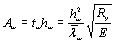 A_w = t_w h_w = \frac{h_w^2}{\bar{\lambda}_w} \sqrt{\frac{R_y}{E}}